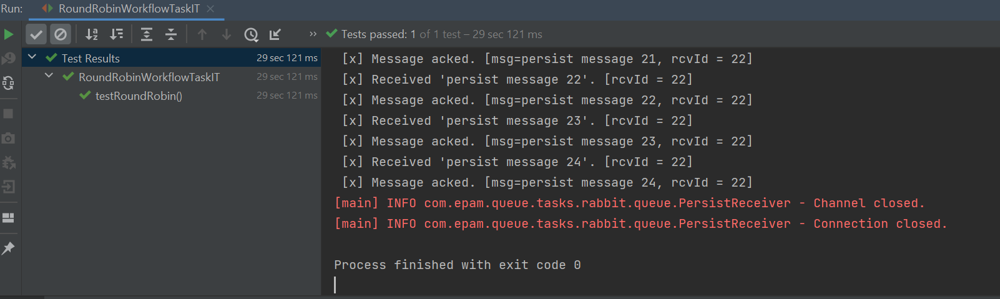 Run: RoundRobinWorkflowTaskIT
Tests passed: 1 of 1 test – 29 sec 121 ms
Test Results 29 sec 121 ms
RoundRobinWorkflowTaskIT 29 sec 121 ms
testRoundRobin() 29 sec 121 ms
[x] Message acked. [msg=persist message 21, rcvId = 22]
[x] Received 'persist message 22'. [rcvId = 22]
[x] Message acked. [msg=persist message 22, rcvId = 22]
[x] Received 'persist message 23'. [rcvId = 22]
[x] Message acked. [msg=persist message 23, rcvId = 22]
[x] Received 'persist message 24'. [rcvId = 22]
[x] Message acked. [msg=persist message 24, rcvId = 22]
[main] INFO com.epam.queue.tasks.rabbit.queue.PersistReceiver - Channel closed.
[main] INFO com.epam.queue.tasks.rabbit.queue.PersistReceiver - Connection closed.
Process finished with exit code 0